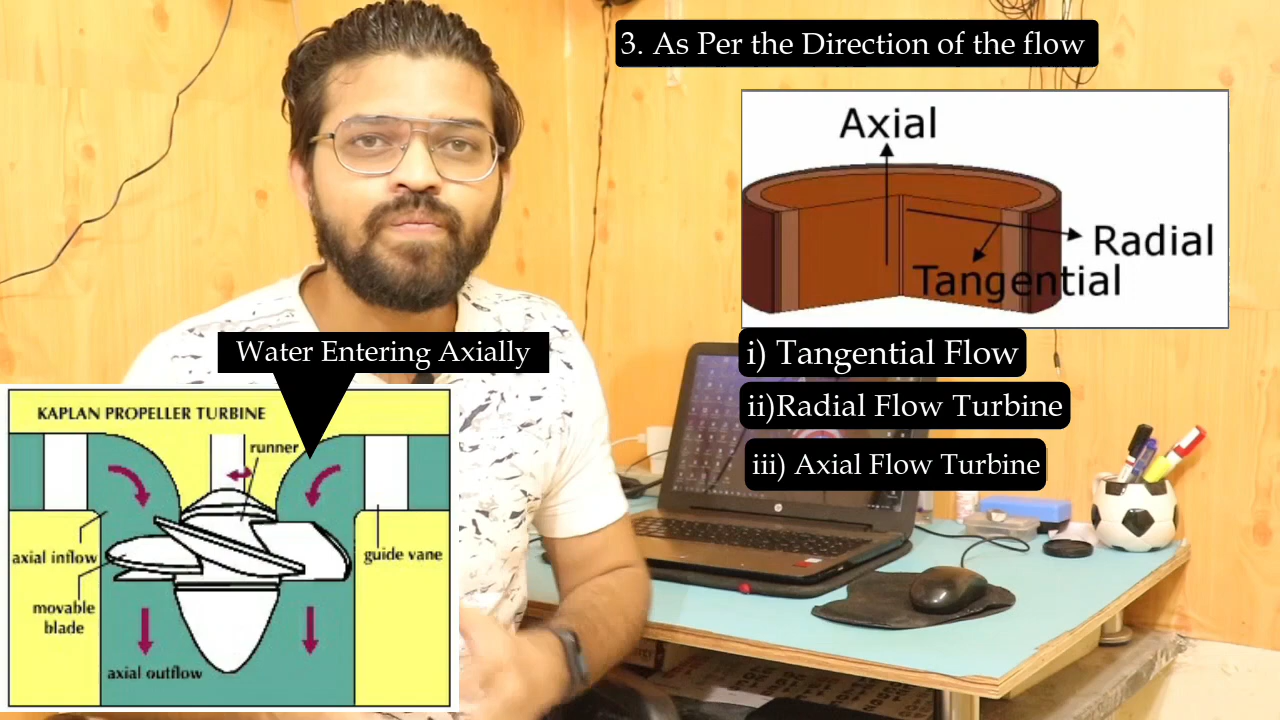 3. As Per the Direction of the flow
Axial
Radial
Tangential
i) Tangential Flow
ii)Radial Flow Turbine
iii) Axial Flow Turbine
Water Entering Axially
KAPLAN PROPELLER TURBINE
runner
axial inflow
guide vane
movable
blade
axial outflow
hp